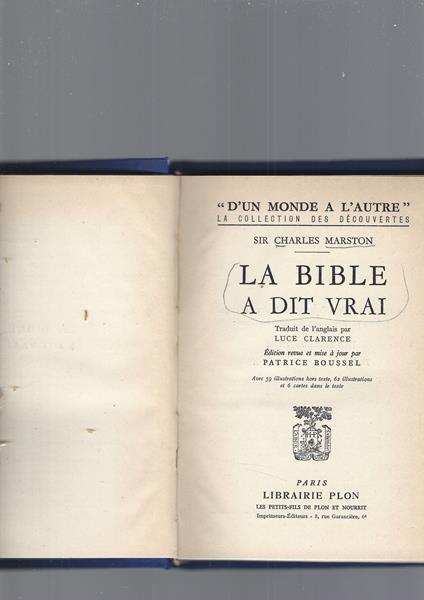 "D'UN MONDE A L'AUTRE"
LA COLLECTION DES DÉCOUVERTES
SIR CHARLES MARSTON
LA BIBLE
A DIT VRAI
Traduit de l'anglais par
LUCE CLARENCE
Édition revue et mise à jour par
PATRICE BOUSSEL
Avec 59 illustrations hors texte, 62 illustrations
et 6 cartes dans le texte
PARIS
LIBRAIRIE PLON
LES PETITS-FILS DE PLON ET NOURRIT
Imprimeurs-Éditeurs - 8, rue Garancière, 6e